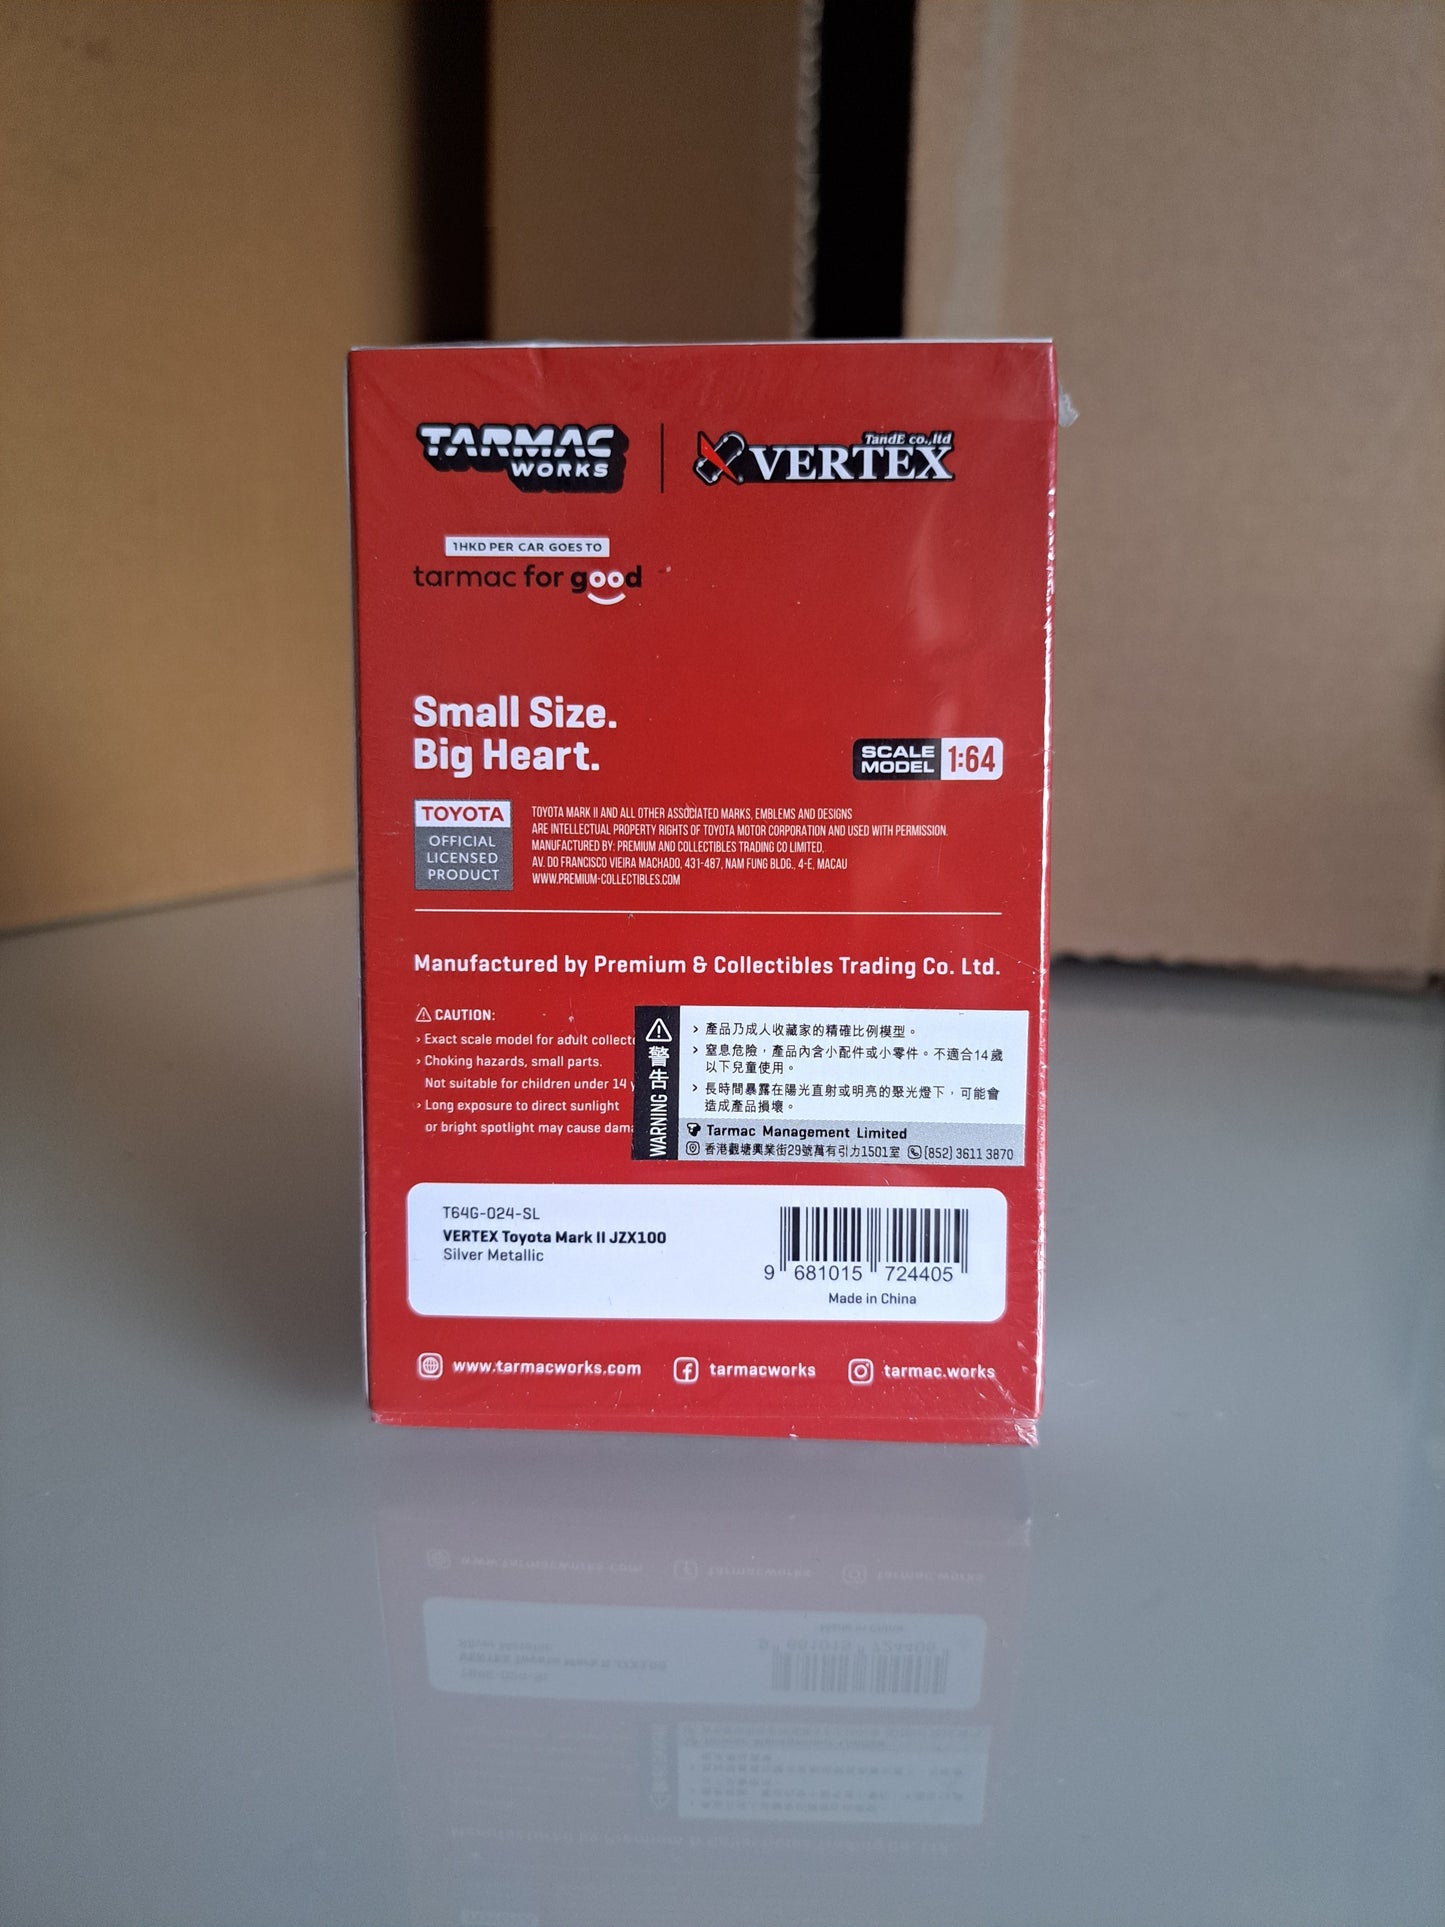 TARMAC
WORKS
TandE co.,ltd
VERTEX
1HKD PER CAR GOES TO
tarmac for good
Small Size.
Big Heart.
SCALE
MODEL
1:64
TOYOTA
OFFICIAL
LICENSED
PRODUCT
TOYOTA MARK II AND ALL OTHER ASSOCIATED MARKS, EMBLEMS AND DESIGNS
ARE INTELLECTUAL PROPERTY RIGHTS OF TOYOTA MOTOR CORPORATION AND USED WITH PERMISSION.
MANUFACTURED BY: PREMIUM AND COLLECTIBLES TRADING CO LIMITED.
AV. DO FRANCISCO VIEIRA MACHADO, 431-487, NAM FUNG BLDG., 4-E, MACAU
WWW.PREMIUM-COLLECTIBLES.COM
Manufactured by Premium & Collectibles Trading Co. Ltd.
⚠ CAUTION:
› Exact scale model for adult collect
› Choking hazards, small parts.
Not suitable for children under 14
› Long exposure to direct sunlight
or bright spotlight may cause dama
WARNING 警告
› 產品乃成人收藏家的精確比例模型。
› 窒息危險，產品內含小配件或小零件。不適合14歲
以下兒童使用。
› 長時間暴露在陽光直射或明亮的聚光燈下，可能會
造成產品損壞。
Tarmac Management Limited
香港觀塘興業街29號萬有引力1501室 (852) 3611 3870
T64G-024-SL
VERTEX Toyota Mark II JZX100
Silver Metallic
9 681015 724405
Made in China
www.tarmacworks.com tarmacworks tarmac.works